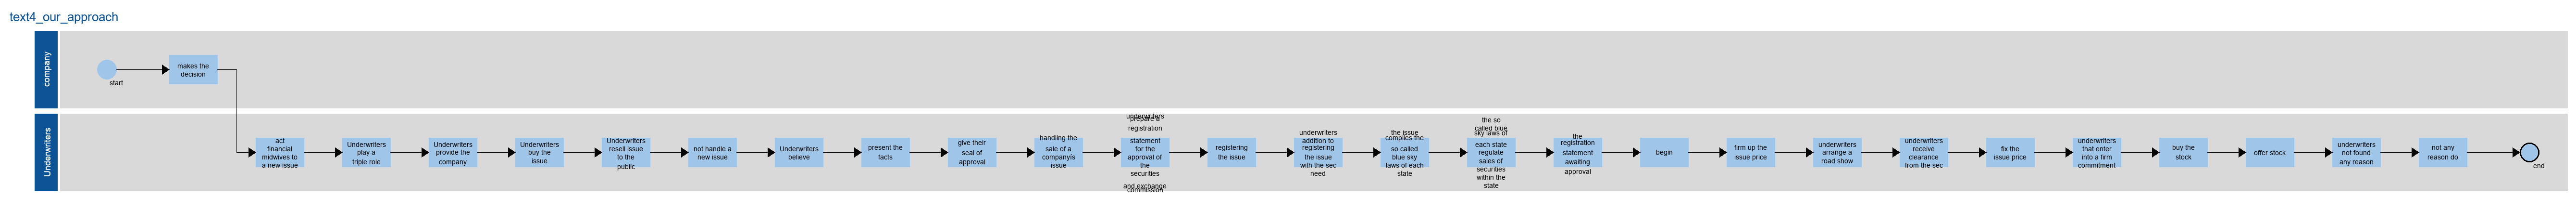 text4_our_approach
company
start
makes the
decision
Underwriters
act
financial
midwives to
a new issue
Underwriters
play a
triple role
Underwriters
provide the
company
Underwriters
buy the
issue
Underwriters
resell issue
to the
public
not handle a
new issue
Underwriters
believe
present the
facts
give their
seal of
approval
handling the
sale of a
companyís
issue
underwriters
prepare a
registration
statement
for the
approval of
the
securities
and exchange
commission
registering
the issue
underwriters
addition to
registering
the issue
with the sec
need
the issue
complies the
so called
blue sky
laws of each
state
the so
called blue
sky laws of
each state
regulate
sales of
securities
within the
state
the
registration
statement
awaiting
approval
begin
firm up the
issue price
underwriters
arrange a
road show
underwriters
receive
clearance
from the sec
fix the
issue price
underwriters
that enter
into a firm
commitment
buy the
stock
offer stock
underwriters
not found
any reason
not any
reason do
end